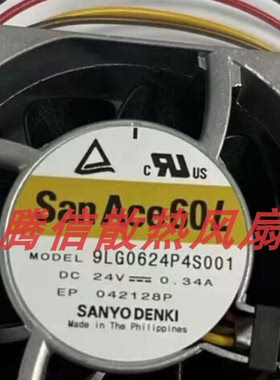 c RU US
San Ace 60L
MODEL 9LG0624P4S001
DC 24V 0.34A
EP 042128P
SANYO DENKI
Made in The Philippines
腾信散热风扇